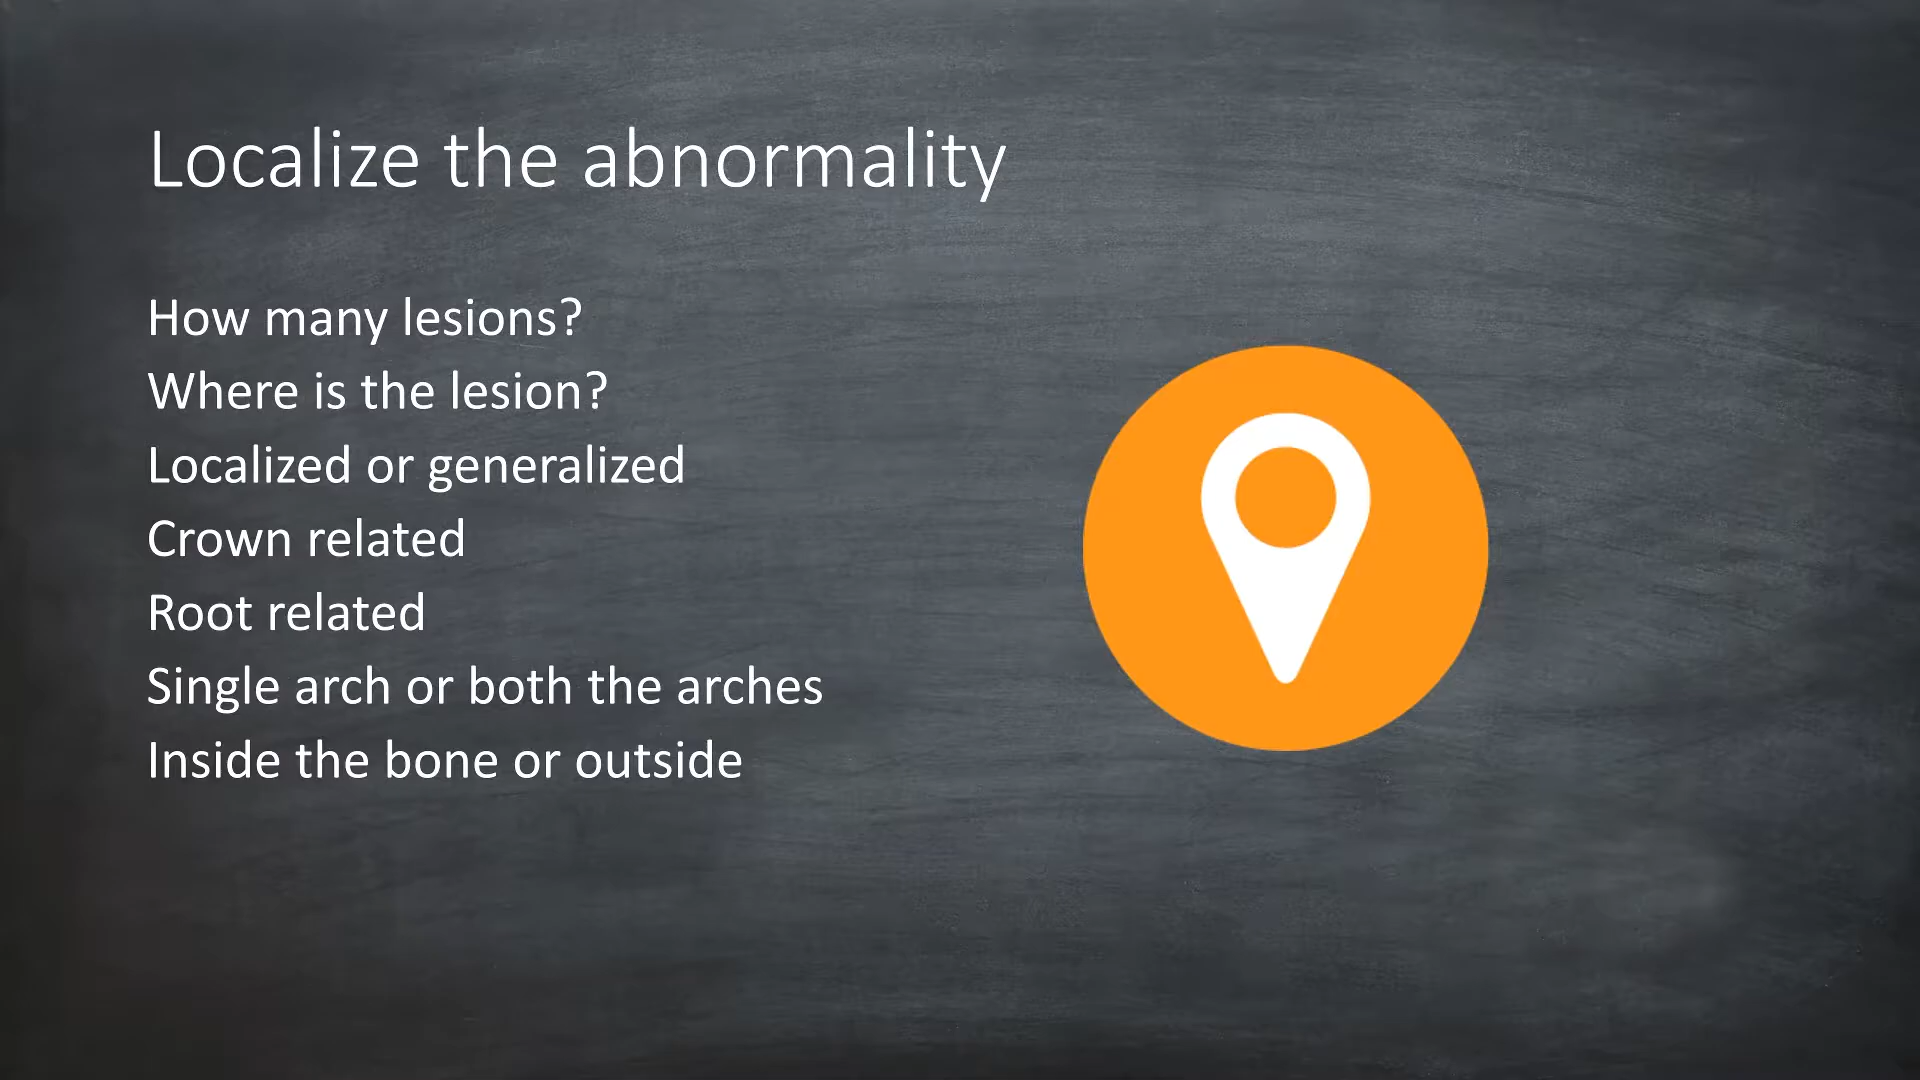 Localize the abnormality
How many lesions?
Where is the lesion?
Localized or generalized
Crown related
Root related
Single arch or both the arches
Inside the bone or outside